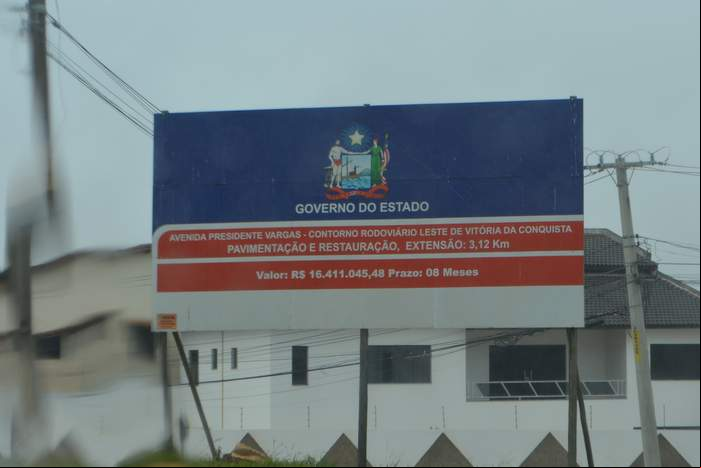 GOVERNO DO ESTADO
AVENIDA PRESIDENTE VARGAS - CONTORNO RODOVIÁRIO LESTE DE VITÓRIA DA CONQUISTA
PAVIMENTAÇÃO E RESTAURAÇÃO, EXTENSÃO: 3,12 Km
Valor: R$ 16.411.045,48 Prazo: 08 Meses